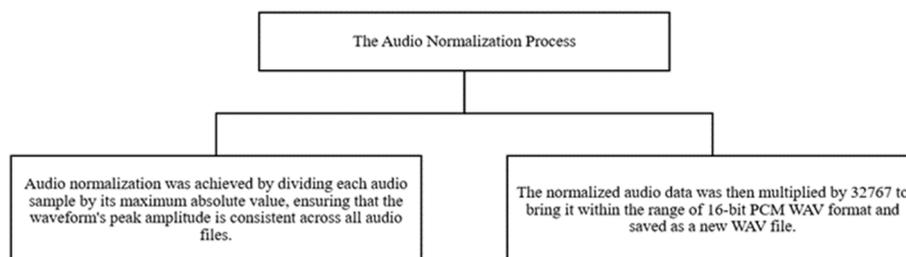 The Audio Normalization Process
Audio normalization was achieved by dividing each audio
sample by its maximum absolute value, ensuring that the
waveform's peak amplitude is consistent across all audio
files.
The normalized audio data was then multiplied by 32767 to
bring it within the range of 16-bit PCM WAV format and
saved as a new WAV file.